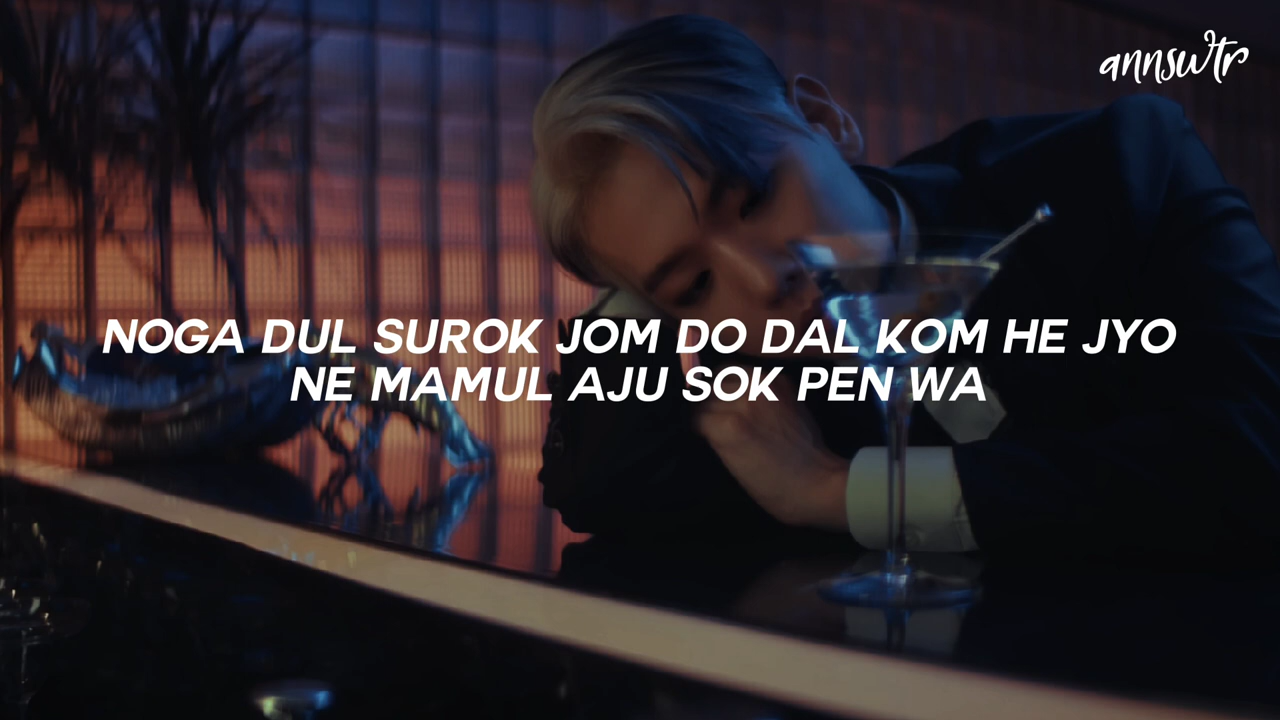 annswtr
NOGA DUL SUROK JOM DO DAL KOM HE JYO
NE MAMUL AJU SOK PEN WA